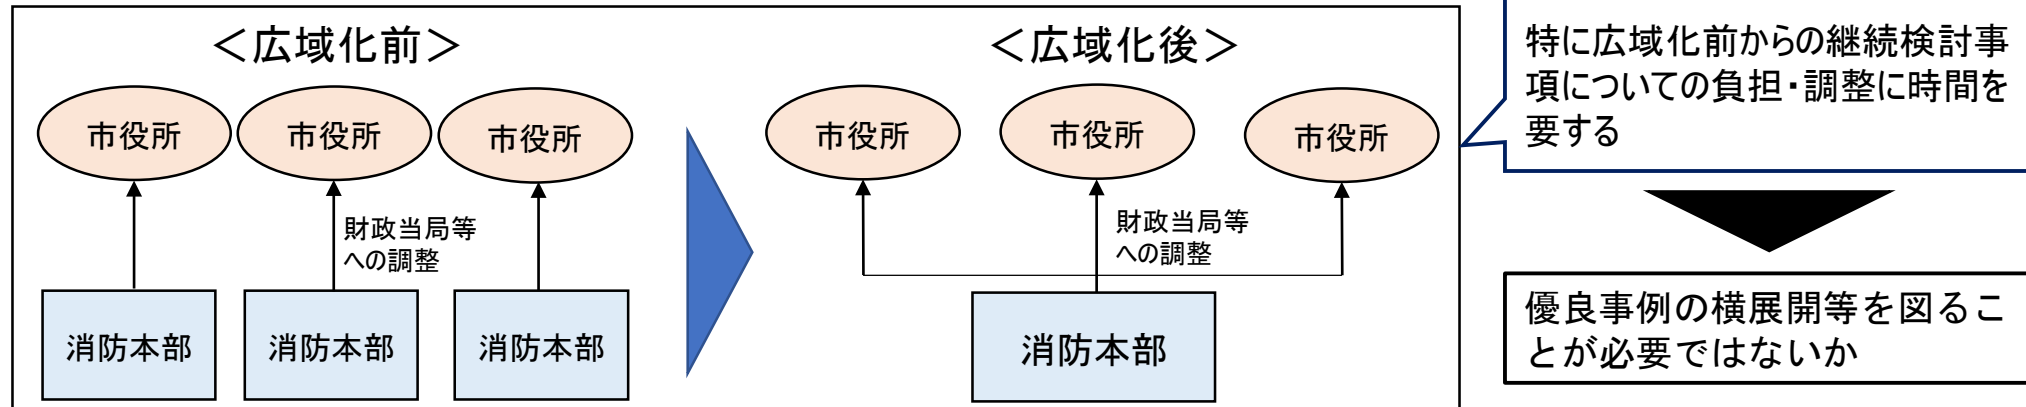 ＜広域化前＞
市役所
市役所
市役所
財政当局等
への調整
消防本部
消防本部
消防本部
＜広域化後＞
市役所
市役所
市役所
財政当局等
への調整
消防本部
特に広域化前からの継続検討事
項についての負担・調整に時間を
要する
優良事例の横展開等を図るこ
とが必要ではないか